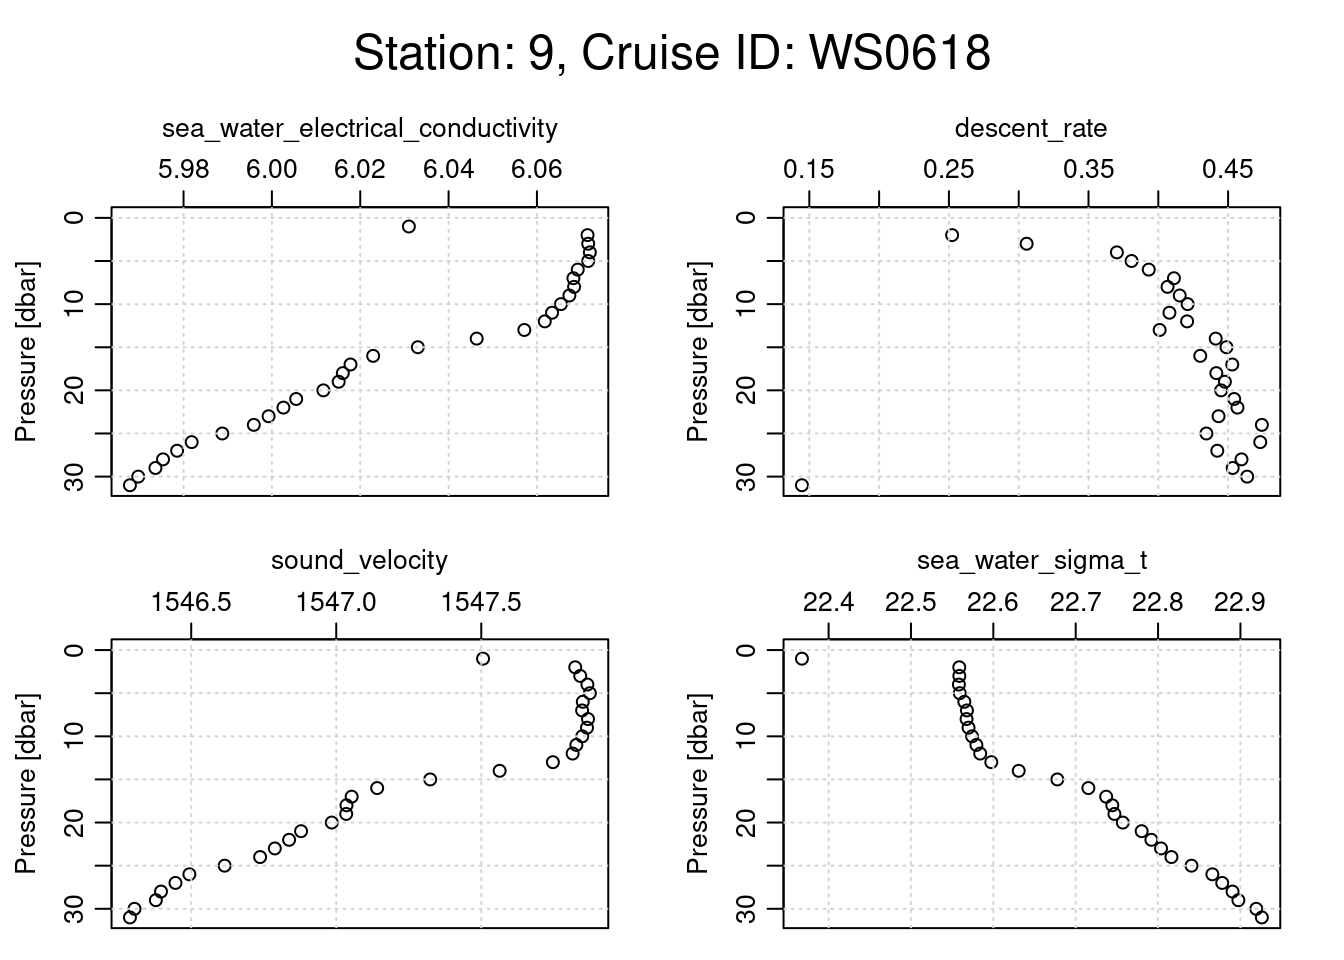 Station: 9, Cruise ID: WS0618
sea_water_electrical_conductivity
5.98 6.00 6.02 6.04 6.06
Pressure [dbar]
0
10
20
30
descent_rate
0.15 0.25 0.35 0.45
Pressure [dbar]
0
10
20
30
sound_velocity
1546.5 1547.0 1547.5
Pressure [dbar]
0
10
20
30
sea_water_sigma_t
22.4 22.5 22.6 22.7 22.8 22.9
Pressure [dbar]
0
10
20
30